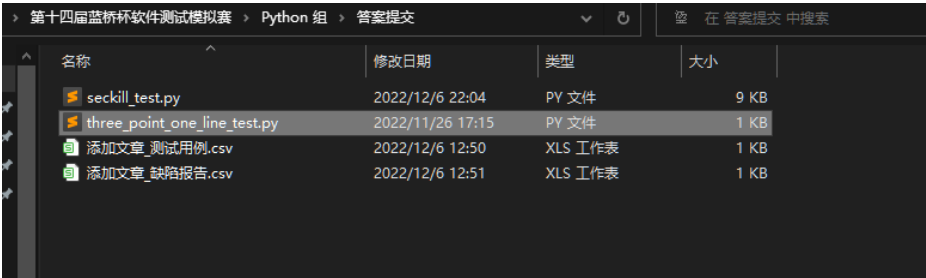 › 第十四届蓝桥杯软件测试模拟赛 › Python 组 › 答案提交 在 答案提交 中搜索
名称 修改日期 类型 大小
seckill_test.py 2022/12/6 22:04 PY 文件 9 KB
three_point_one_line_test.py 2022/11/26 17:15 PY 文件 1 KB
添加文章_测试用例.csv 2022/12/6 12:50 XLS 工作表 1 KB
添加文章_缺陷报告.csv 2022/12/6 12:51 XLS 工作表 1 KB